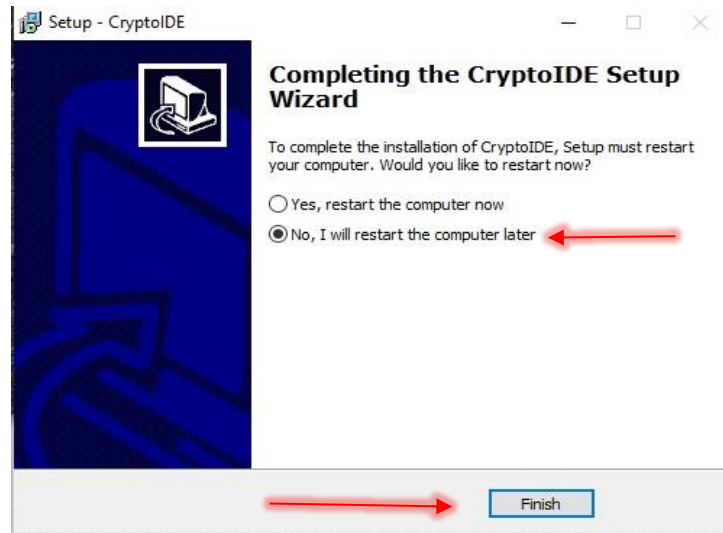 Setup - CryptoIDE
Completing the CryptoIDE Setup
Wizard
To complete the installation of CryptoIDE, Setup must restart
your computer. Would you like to restart now?
Yes, restart the computer now
No, I will restart the computer later
Finish